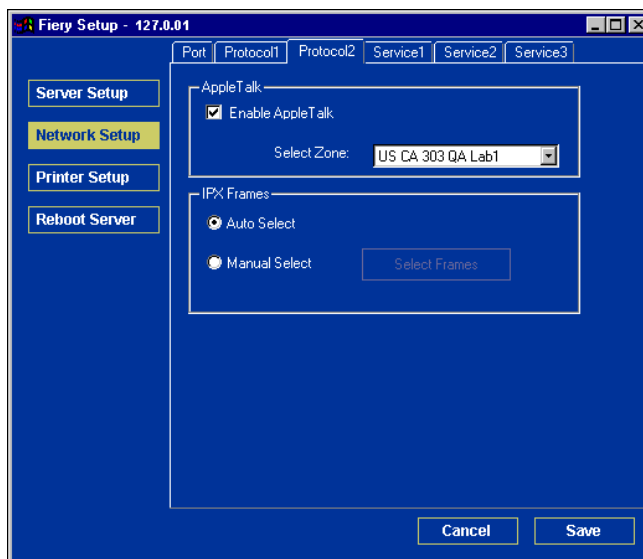 Fiery Setup - 127.0.01
Port Protocol1 Protocol2 Service1 Service2 Service3
Server Setup
Network Setup
Printer Setup
Reboot Server
AppleTalk
Enable AppleTalk
Select Zone: US CA 303 QA Lab1
IPX Frames
Auto Select
Manual Select Select Frames
Cancel Save